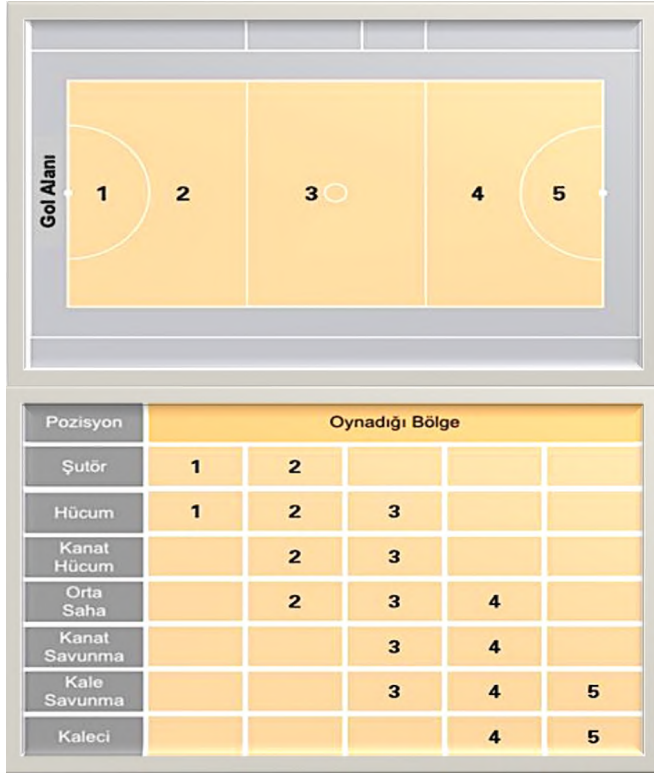 Gol Alanı
1 2 3 4 5
Pozisyon Oynadığı Bölge
Şutör 1 2
Hücum 1 2 3
Kanat
Hücum 2 3
Orta
Saha 2 3 4
Kanat
Savunma 3 4
Kale
Savunma 3 4 5
Kaleci 4 5